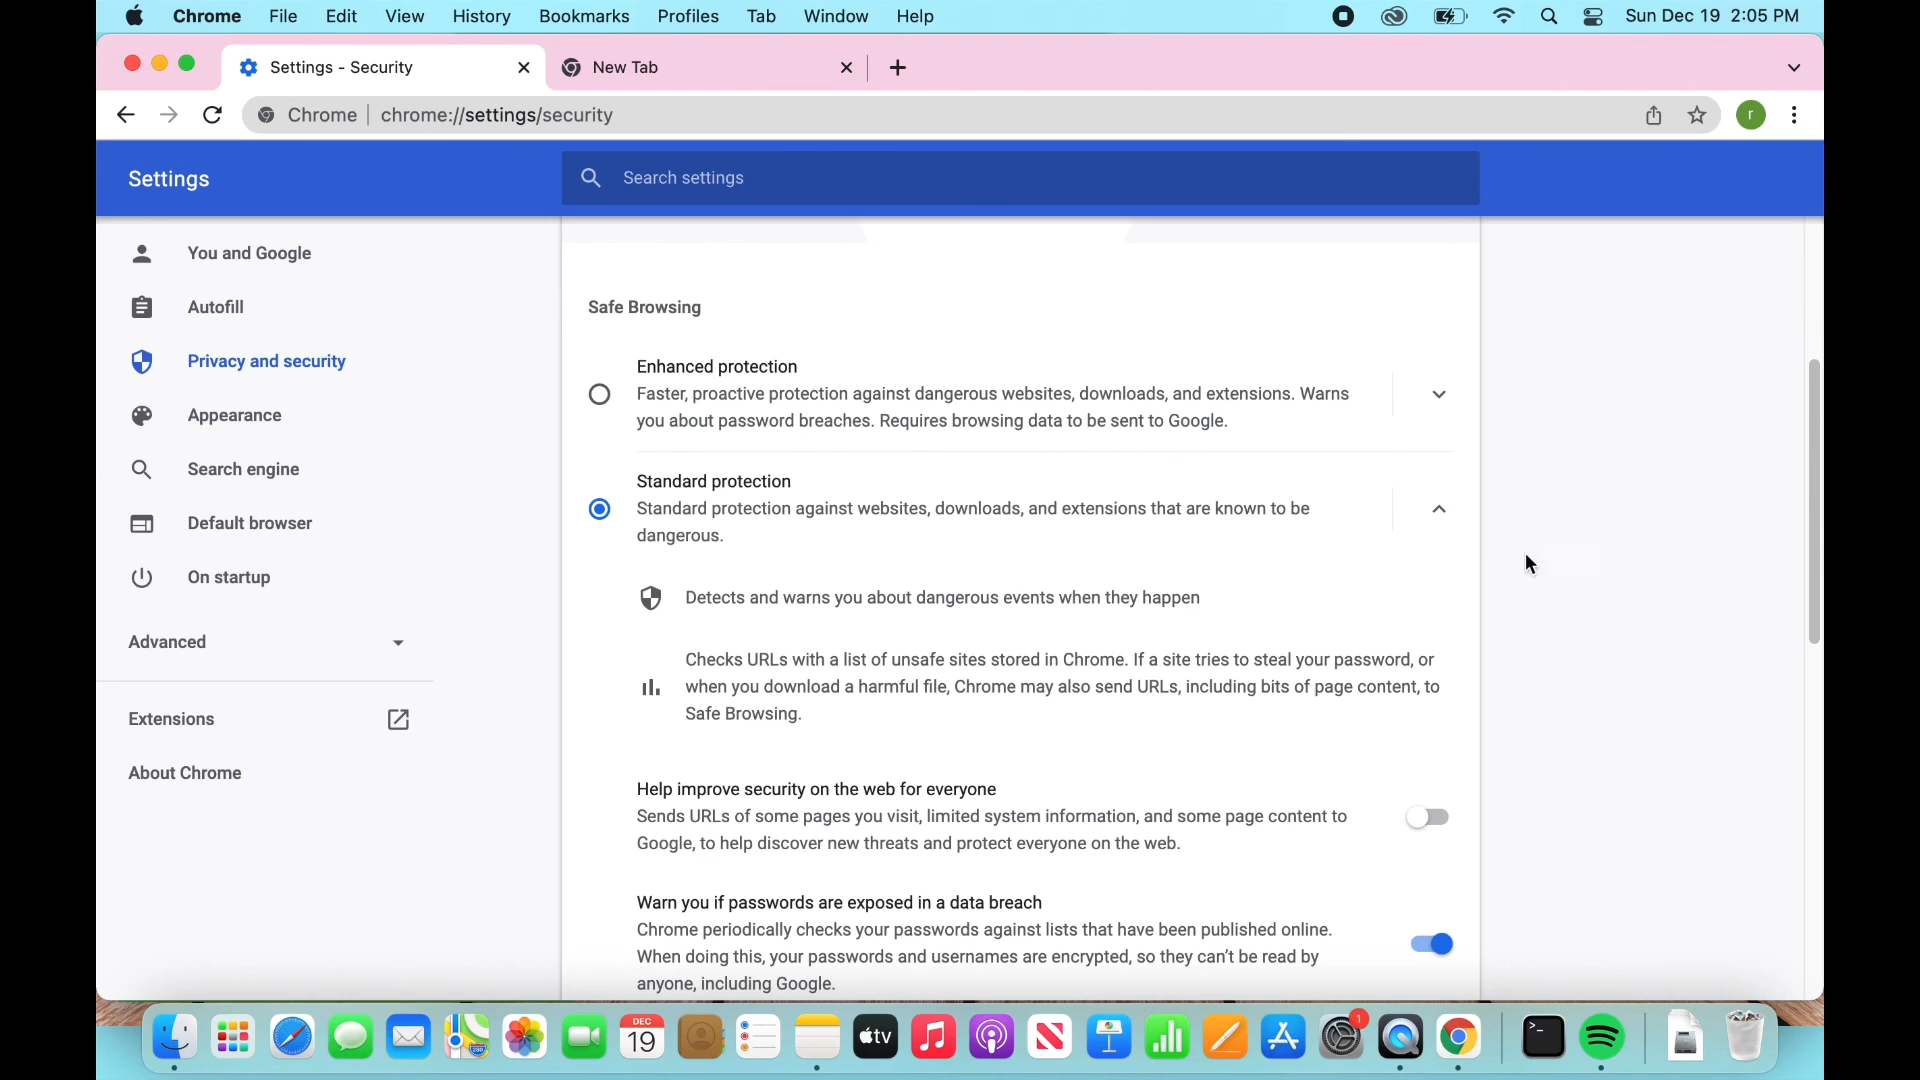 Chrome File Edit View History Bookmarks Profiles Tab Window Help Sun Dec 19 2:05 PM
Settings - Security New Tab
Chrome chrome://settings/security r
Settings Search settings
You and Google
Autofill
Privacy and security
Appearance
Search engine
Default browser
On startup
Advanced
Extensions
About Chrome
Safe Browsing
Enhanced protection
Faster, proactive protection against dangerous websites, downloads, and extensions. Warns
you about password breaches. Requires browsing data to be sent to Google.
Standard protection
Standard protection against websites, downloads, and extensions that are known to be
dangerous.
Detects and warns you about dangerous events when they happen
Checks URLs with a list of unsafe sites stored in Chrome. If a site tries to steal your password, or
when you download a harmful file, Chrome may also send URLs, including bits of page content, to
Safe Browsing.
Help improve security on the web for everyone
Sends URLs of some pages you visit, limited system information, and some page content to
Google, to help discover new threats and protect everyone on the web.
Warn you if passwords are exposed in a data breach
Chrome periodically checks your passwords against lists that have been published online.
When doing this, your passwords and usernames are encrypted, so they can't be read by
anyone, including Google.
280 DEC 19 tv 1 >_